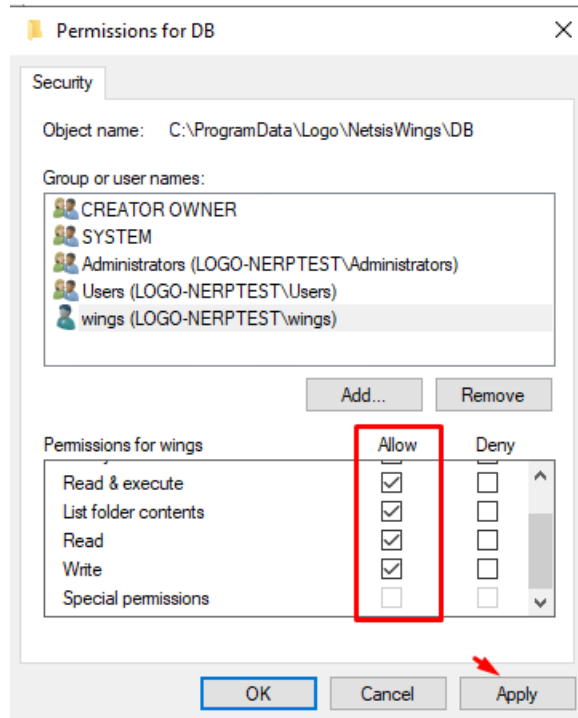 Permissions for DB
Security
Object name: C:\ProgramData\Logo\NetsisWings\DB
Group or user names:
CREATOR OWNER
SYSTEM
Administrators (LOGO-NERPTEST\Administrators)
Users (LOGO-NERPTEST\Users)
wings (LOGO-NERPTEST\wings)
Add... Remove
Permissions for wings Allow Deny
Read & execute
List folder contents
Read
Write
Special permissions
OK Cancel Apply